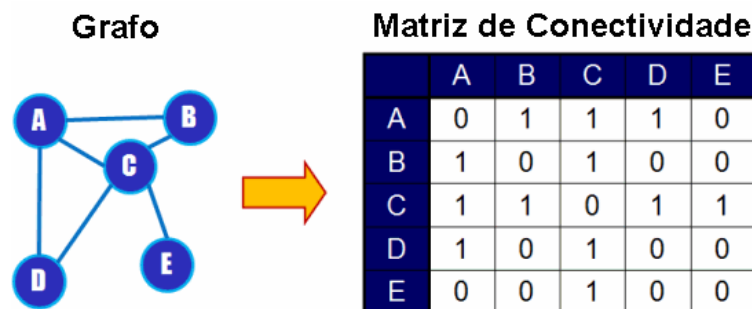 Grafo
A
B
C
D
E
Matriz de Conectividade
A B C D E
A 0 1 1 1 0
B 1 0 1 0 0
C 1 1 0 1 1
D 1 0 1 0 0
E 0 0 1 0 0